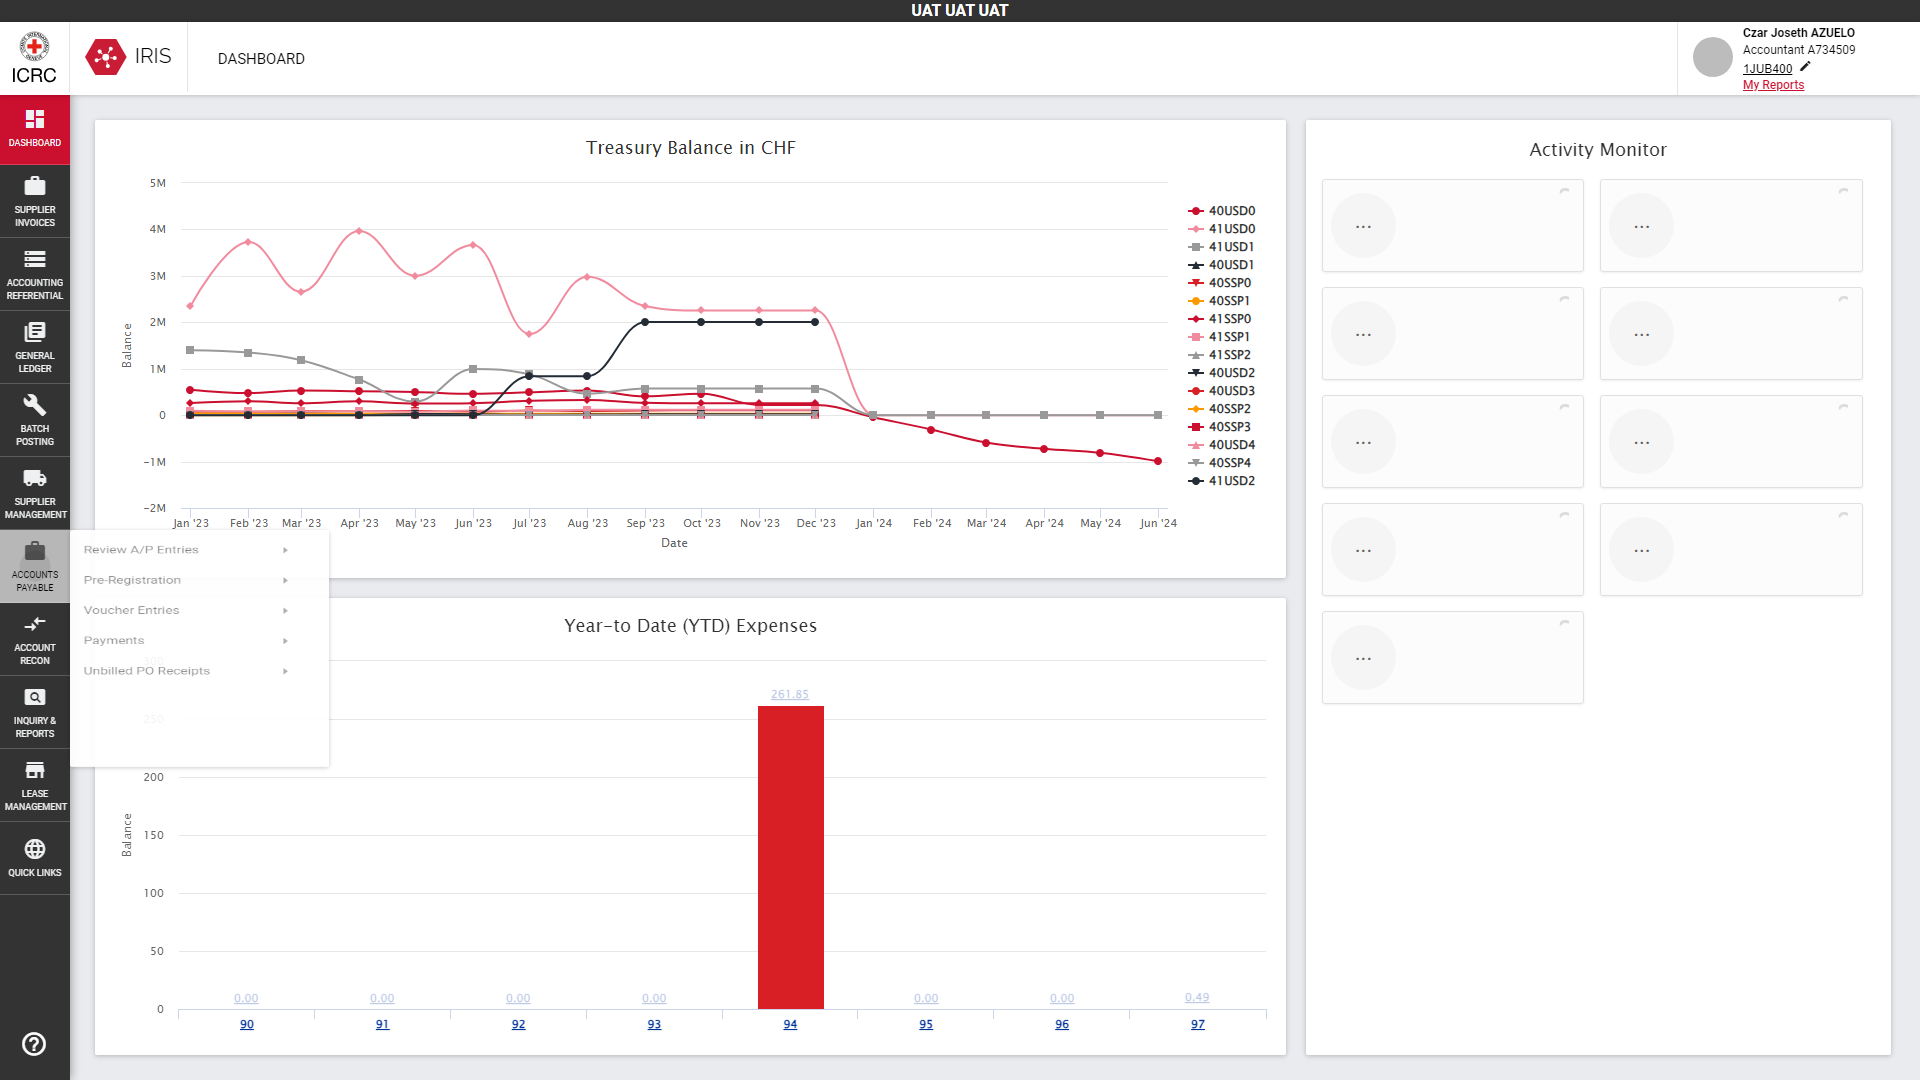 UAT UAT UAT
ICRC
IRIS
DASHBOARD
Czar Joseth AZUELO
Accountant A734509
1JUB400
My Reports
DASHBOARD
SUPPLIER
INVOICES
ACCOUNTING
REFERENTIAL
GENERAL
LEDGER
BATCH
POSTING
SUPPLIER
MANAGEMENT
ACCOUNTS
PAYABLE
ACCOUNT
RECON
INQUIRY &
REPORTS
LEASE
MANAGEMENT
QUICK LINKS
Review A/P Entries
Pre-Registration
Voucher Entries
Payments
Unbilled PO Receipts
Treasury Balance in CHF
Balance
5M
4M
3M
2M
1M
0
-1M
-2M
Jan '23 Feb '23 Mar '23 Apr '23 May '23 Jun '23 Jul '23 Aug '23 Sep '23 Oct '23 Nov '23 Dec '23 Jan '24 Feb '24 Mar '24 Apr '24 May '24 Jun '24
Date
40USD0
41USD0
41USD1
40USD1
40SSP0
40SSP1
41SSP0
41SSP1
41SSP2
40USD2
40USD3
40SSP2
40SSP3
40USD4
40SSP4
41USD2
Year-to Date (YTD) Expenses
Balance
300
250
200
150
100
50
0
0.00 0.00 0.00 0.00 261.85 0.00 0.00 0.49
90 91 92 93 94 95 96 97
Activity Monitor
... ...
... ...
... ...
... ...
...